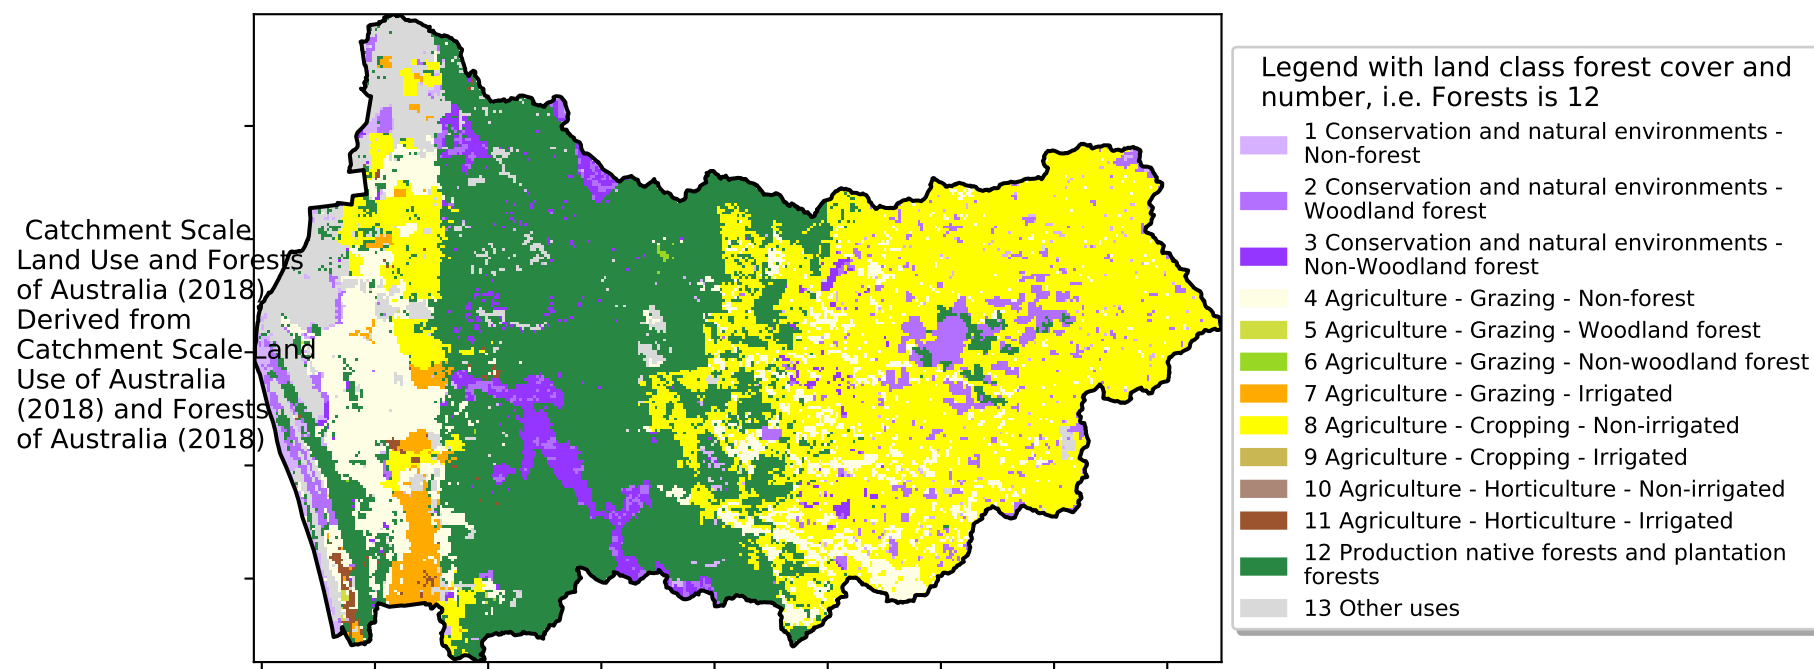 Catchment Scale
Land Use and Forests
of Australia (2018)
Derived from
Catchment Scale Land
Use of Australia
(2018) and Forests
of Australia (2018)
Legend with land class forest cover and
number, i.e. Forests is 12
1 Conservation and natural environments -
Non-forest
2 Conservation and natural environments -
Woodland forest
3 Conservation and natural environments -
Non-Woodland forest
4 Agriculture - Grazing - Non-forest
5 Agriculture - Grazing - Woodland forest
6 Agriculture - Grazing - Non-woodland forest
7 Agriculture - Grazing - Irrigated
8 Agriculture - Cropping - Non-irrigated
9 Agriculture - Cropping - Irrigated
10 Agriculture - Horticulture - Non-irrigated
11 Agriculture - Horticulture - Irrigated
12 Production native forests and plantation
forests
13 Other uses